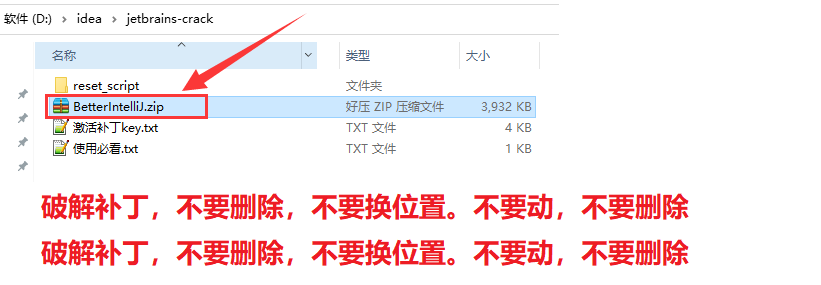 软件 (D:) > idea > jetbrains-crack
名称 类型 大小
reset_script 文件夹
BetterIntelliJ.zip 好压 ZIP 压缩文件 3,932 KB
激活补丁key.txt TXT 文件 4 KB
使用必看.txt TXT 文件 1 KB
破解补丁，不要删除，不要换位置。不要动，不要删除
破解补丁，不要删除，不要换位置。不要动，不要删除